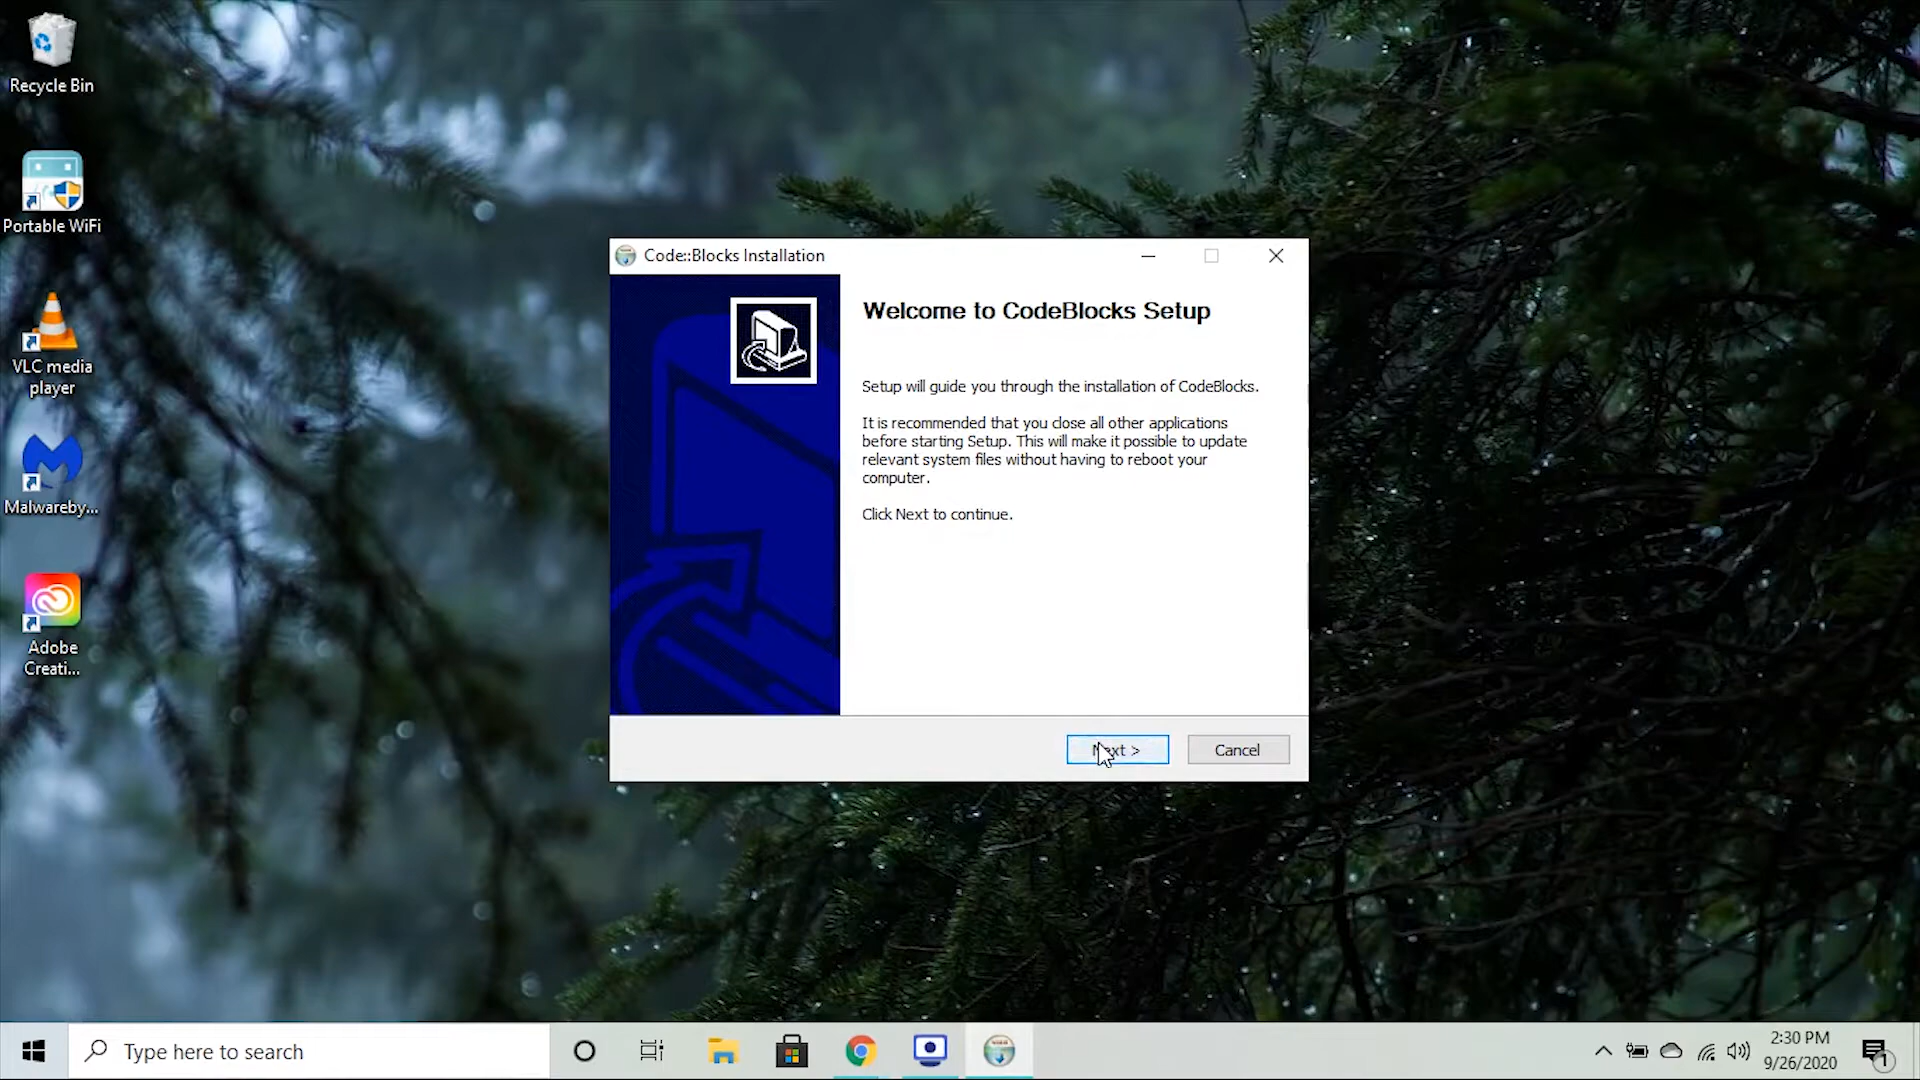 Recycle Bin
Portable WiFi
VLC media
player
Malwareby...
Adobe
Creati...
Code::Blocks Installation
Welcome to CodeBlocks Setup
Setup will guide you through the installation of CodeBlocks.
It is recommended that you close all other applications
before starting Setup. This will make it possible to update
relevant system files without having to reboot your
computer.
Click Next to continue.
Next >
Cancel
Type here to search
2:30 PM
9/26/2020
1